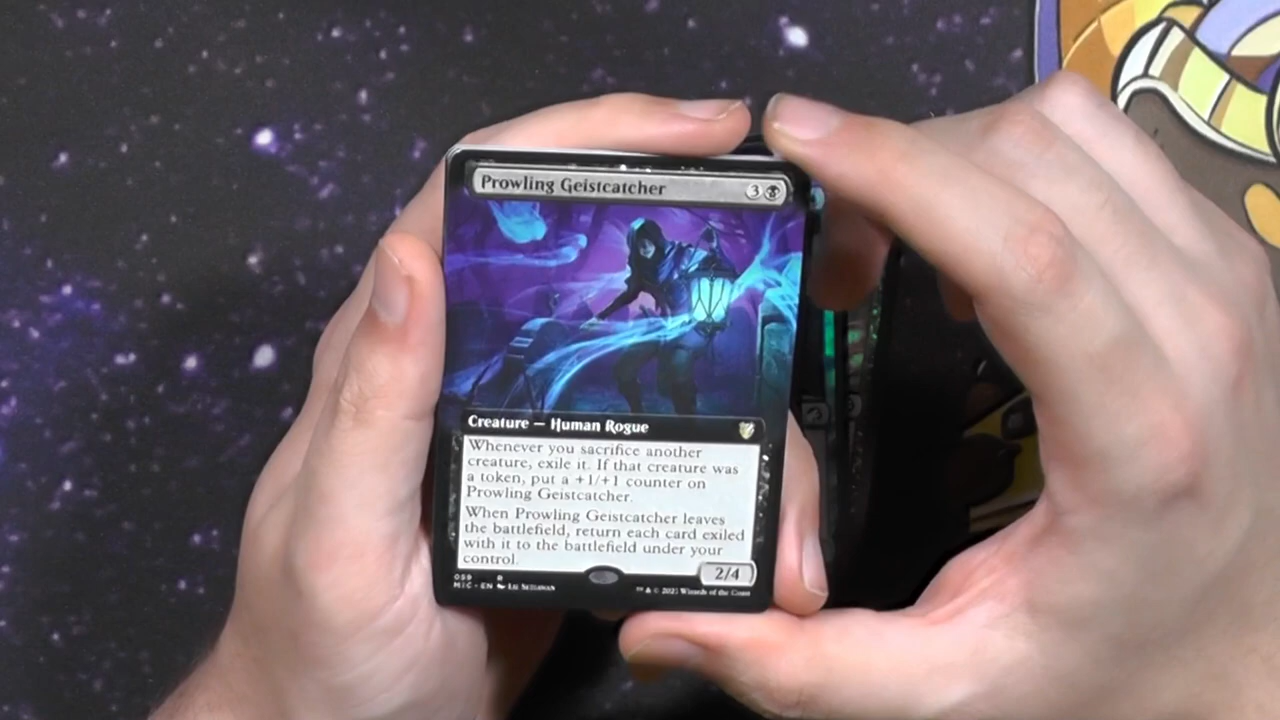 Prowling Geistcatcher 3
Creature — Human Rogue
Whenever you sacrifice another
creature, exile it. If that creature was
a token, put a +1/+1 counter on
Prowling Geistcatcher.
When Prowling Geistcatcher leaves
the battlefield, return each card exiled
with it to the battlefield under your
control.
2/4
059 R
MIC • EN
© 2021 Wizards of the Coast